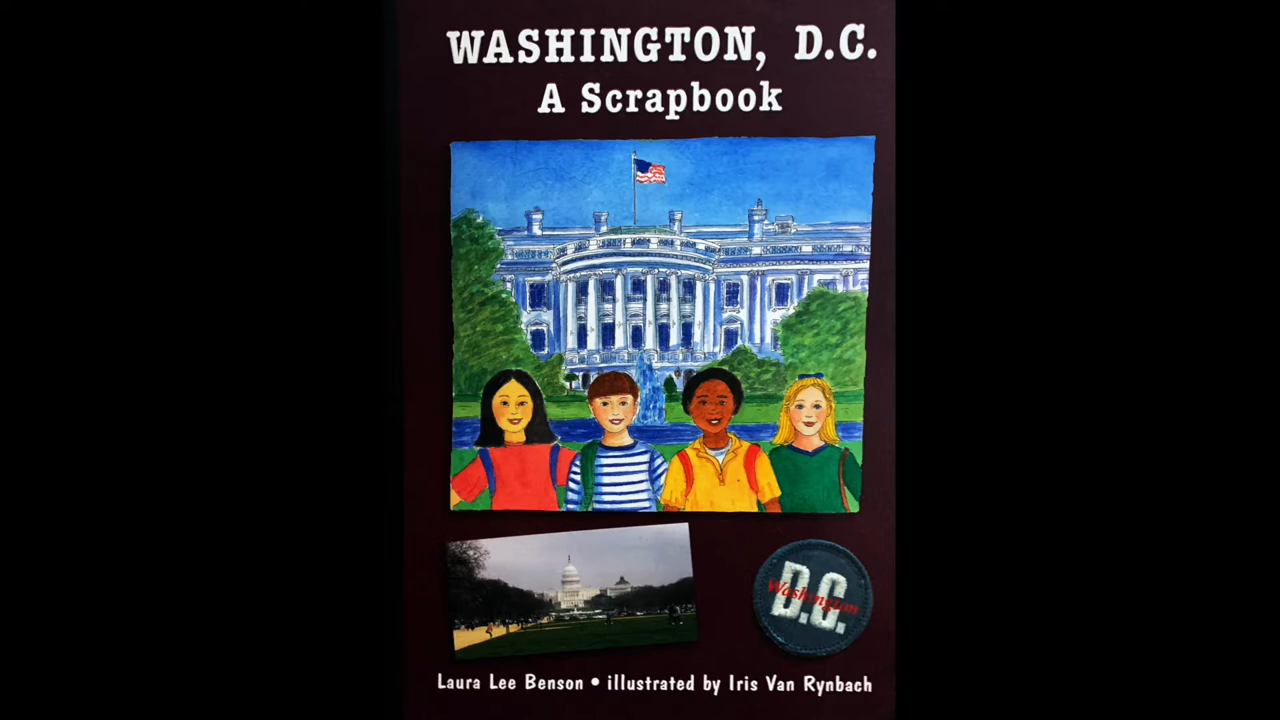 WASHINGTON, D.C.
A Scrapbook
D.C.
Washington
Laura Lee Benson • illustrated by Iris Van Rynbach